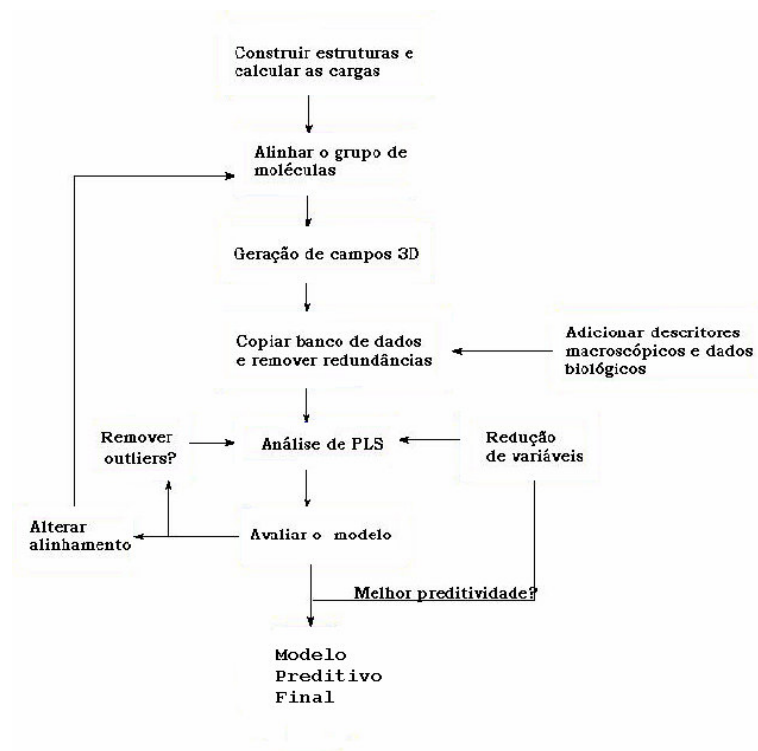 Construir estruturas e
calcular as cargas
Alinhar o grupo de
moléculas
Geração de campos 3D
Copiar banco de dados
e remover redundâncias
Adicionar descritores
macroscópicos e dados
biológicos
Remover
outliers?
Análise de PLS
Redução
de variáveis
Alterar
alinhamento
Avaliar o modelo
Melhor preditividade?
Modelo
Preditivo
Final